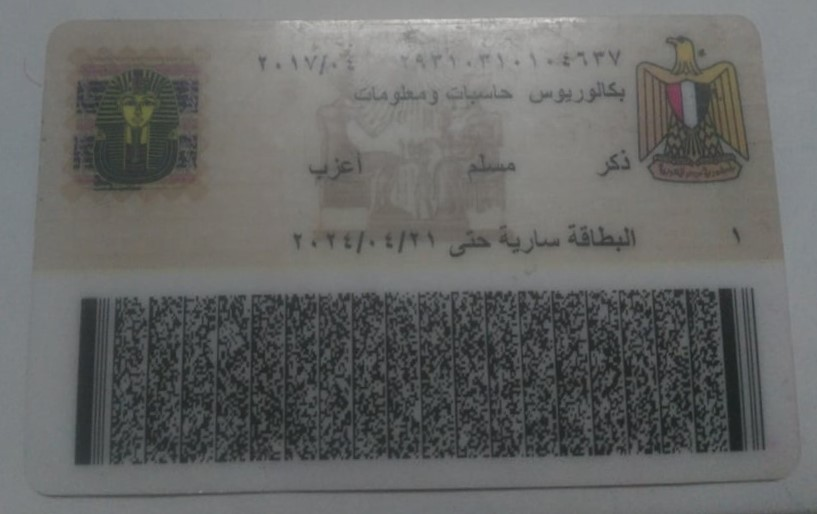 ٢٩٣١٠٣١٠١٠٤٦٣٧ ٢٠١٧/٠٤
بكالوريوس حاسبات ومعلومات
ذكر مسلم أعزب
١ البطاقة سارية حتى ٢٠٢٤/٠٤/٢١